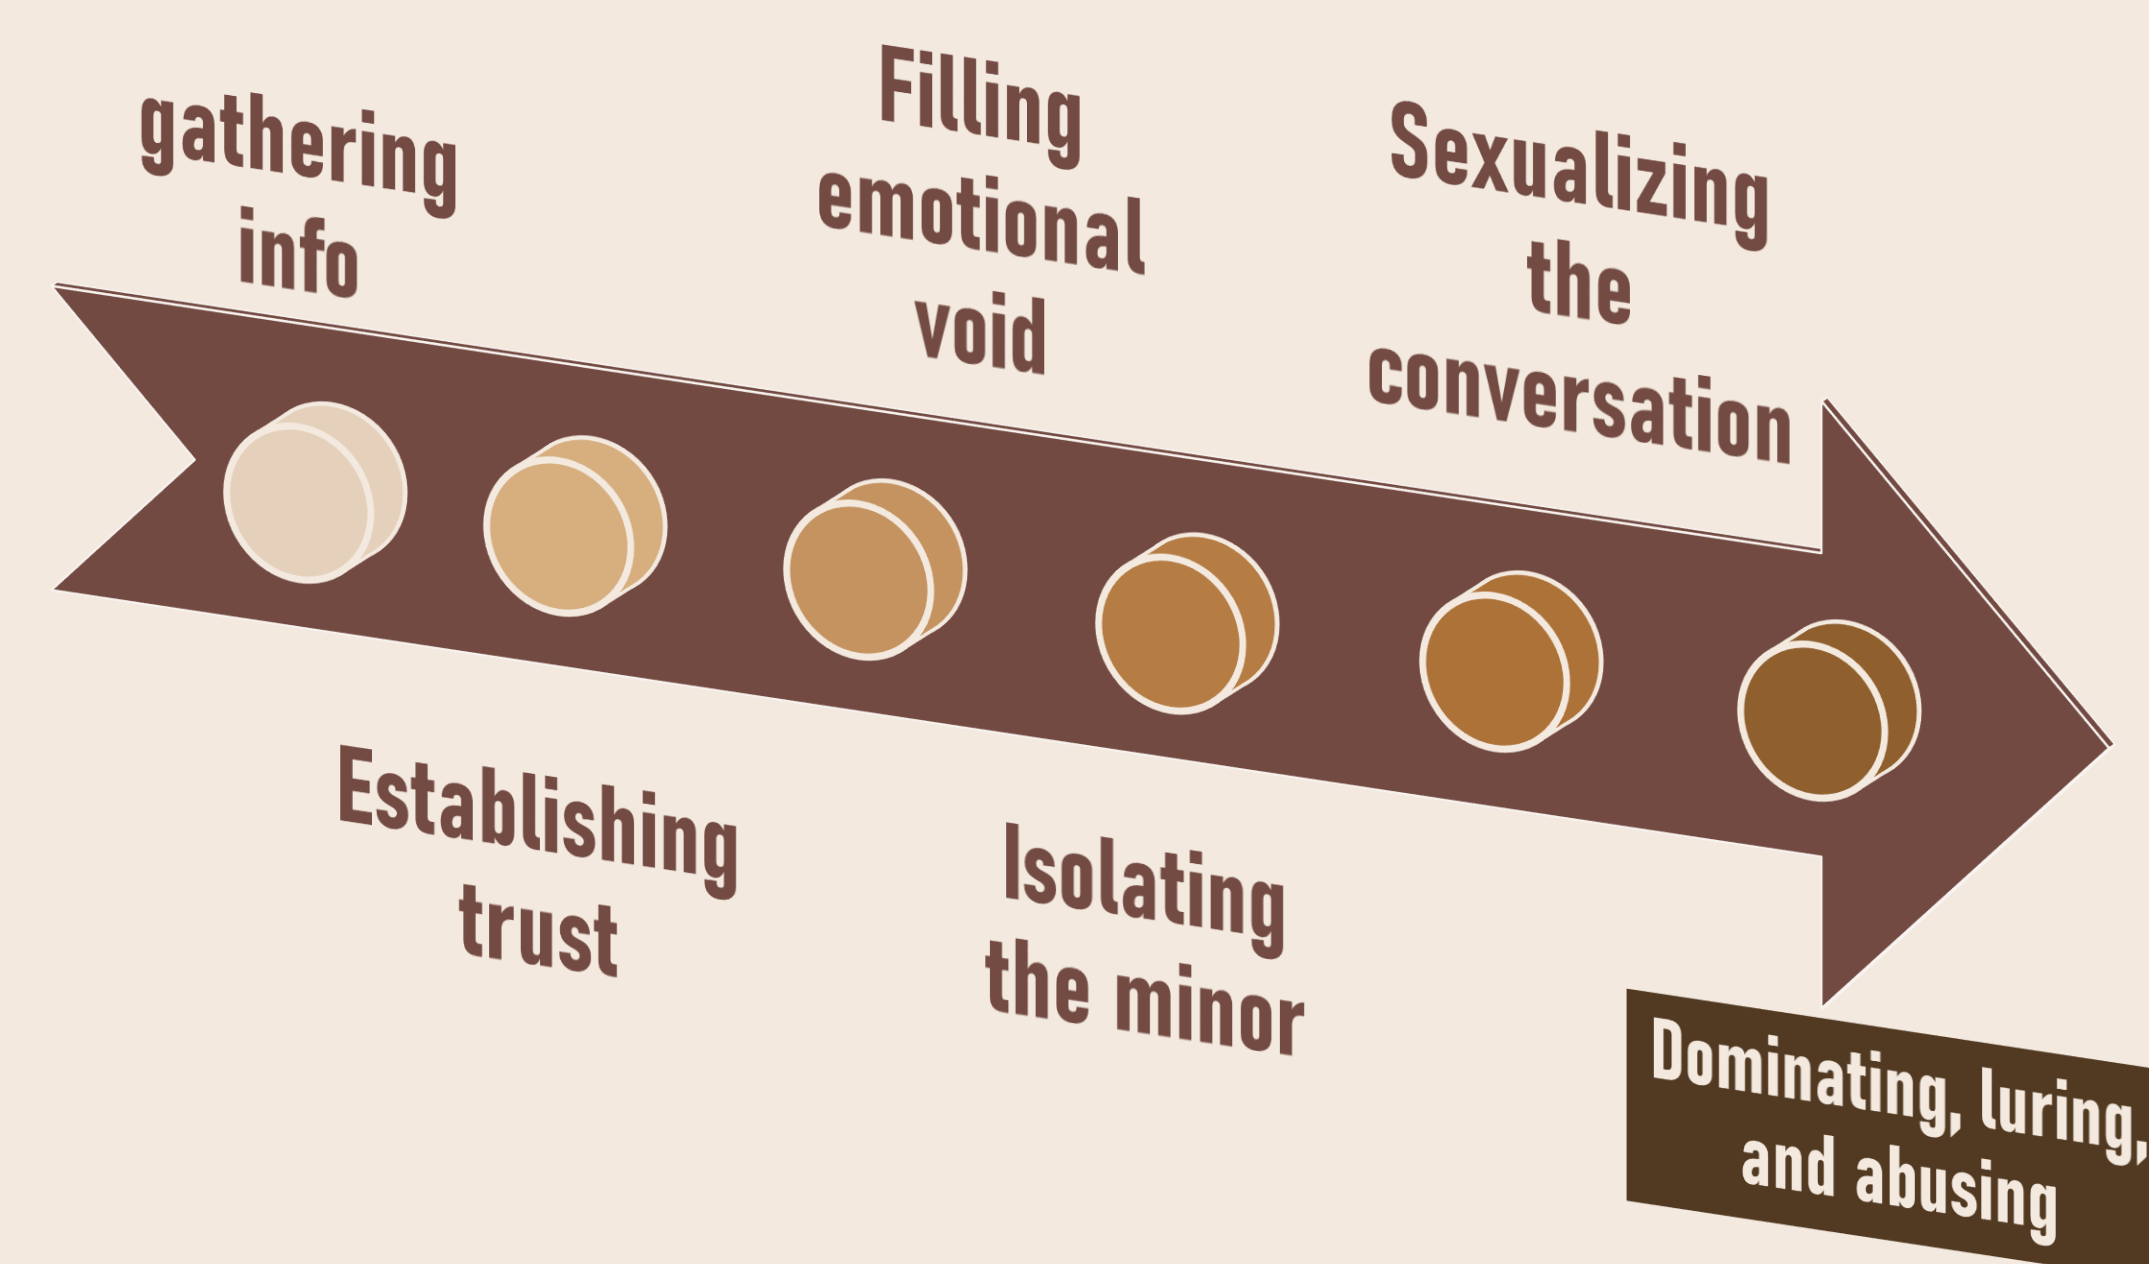 gathering
info
Establishing
trust
Filling
emotional
void
Isolating
the minor
Sexualizing
the
conversation
Dominating, luring,
and abusing